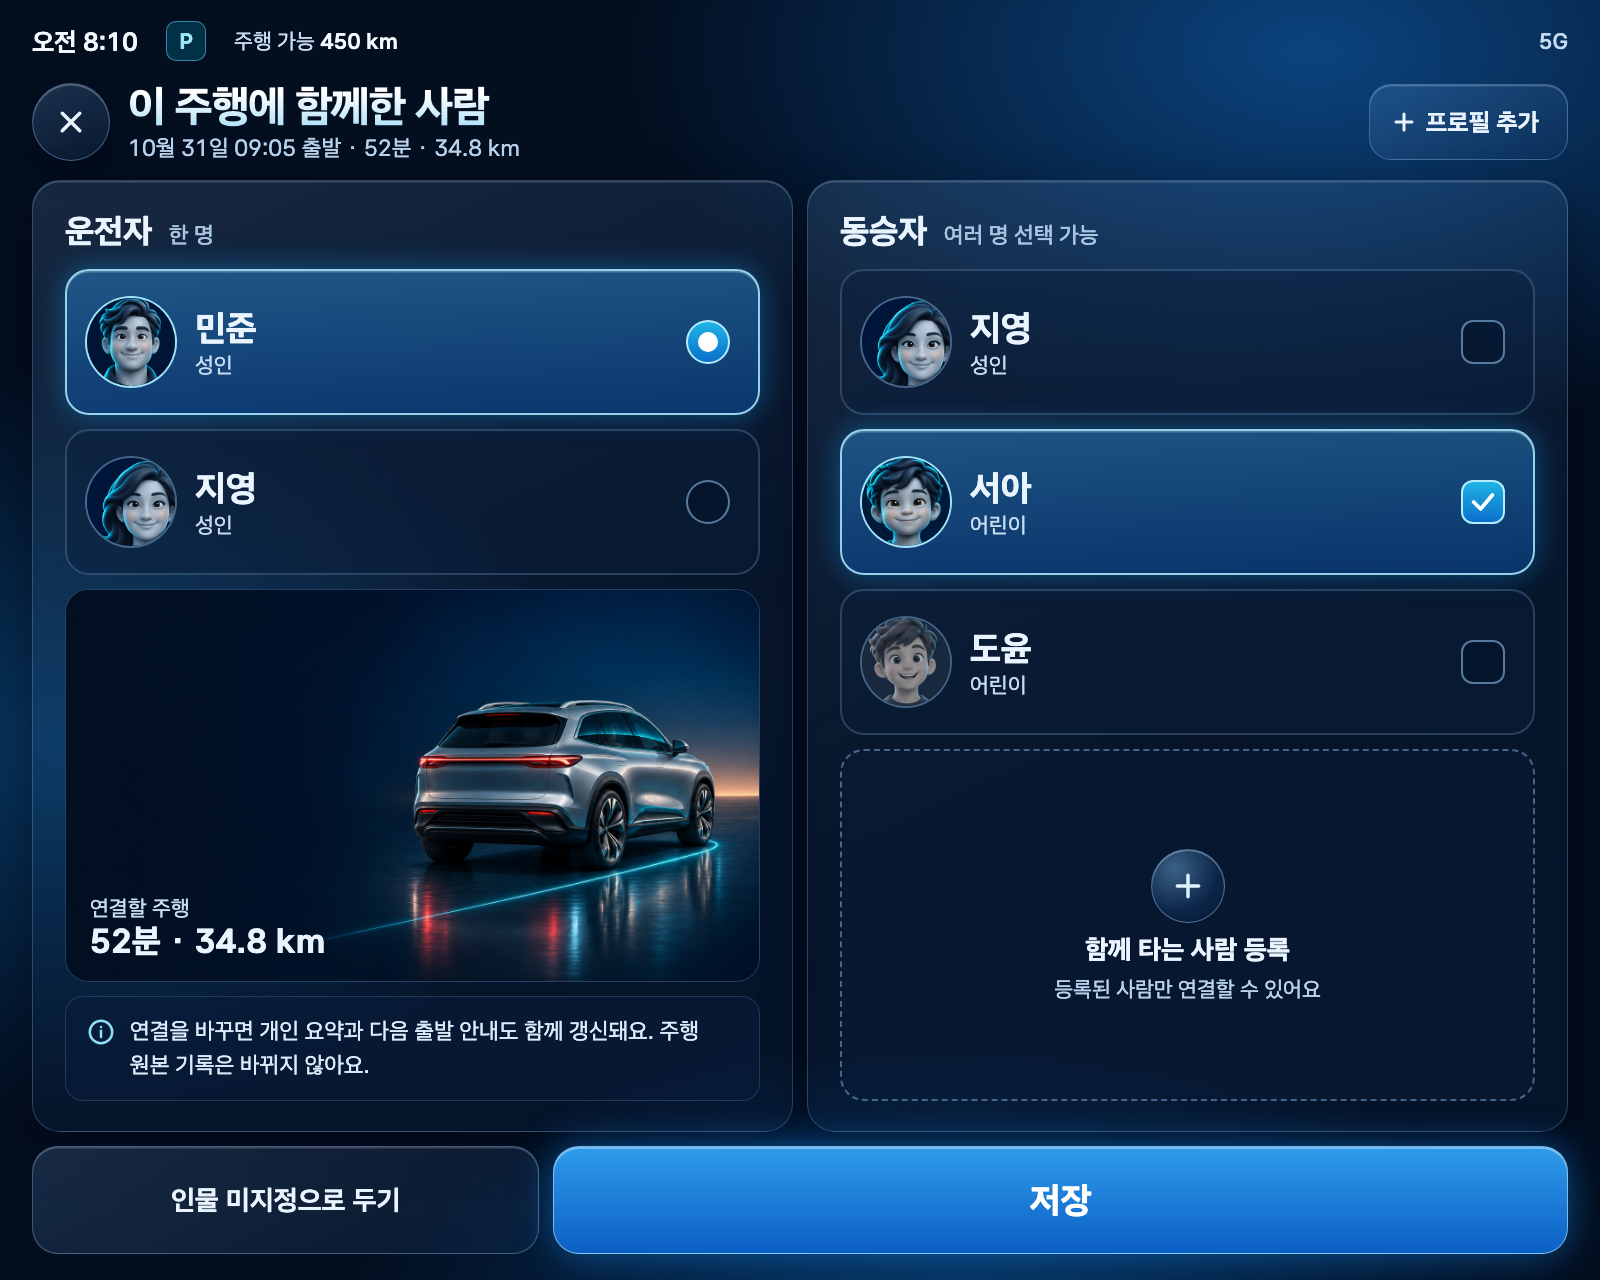 오전 8:10
P
주행 가능 450 km
5G
이 주행에 함께한 사람
10월 31일 09:05 출발 · 52분 · 34.8 km
+ 프로필 추가
운전자 한 명
민준
성인
지영
성인
연결할 주행
52분 · 34.8 km
연결을 바꾸면 개인 요약과 다음 출발 안내도 함께 갱신돼요. 주행
원본 기록은 바뀌지 않아요.
동승자 여러 명 선택 가능
지영
성인
서아
어린이
도윤
어린이
함께 타는 사람 등록
등록된 사람만 연결할 수 있어요
인물 미지정으로 두기
저장